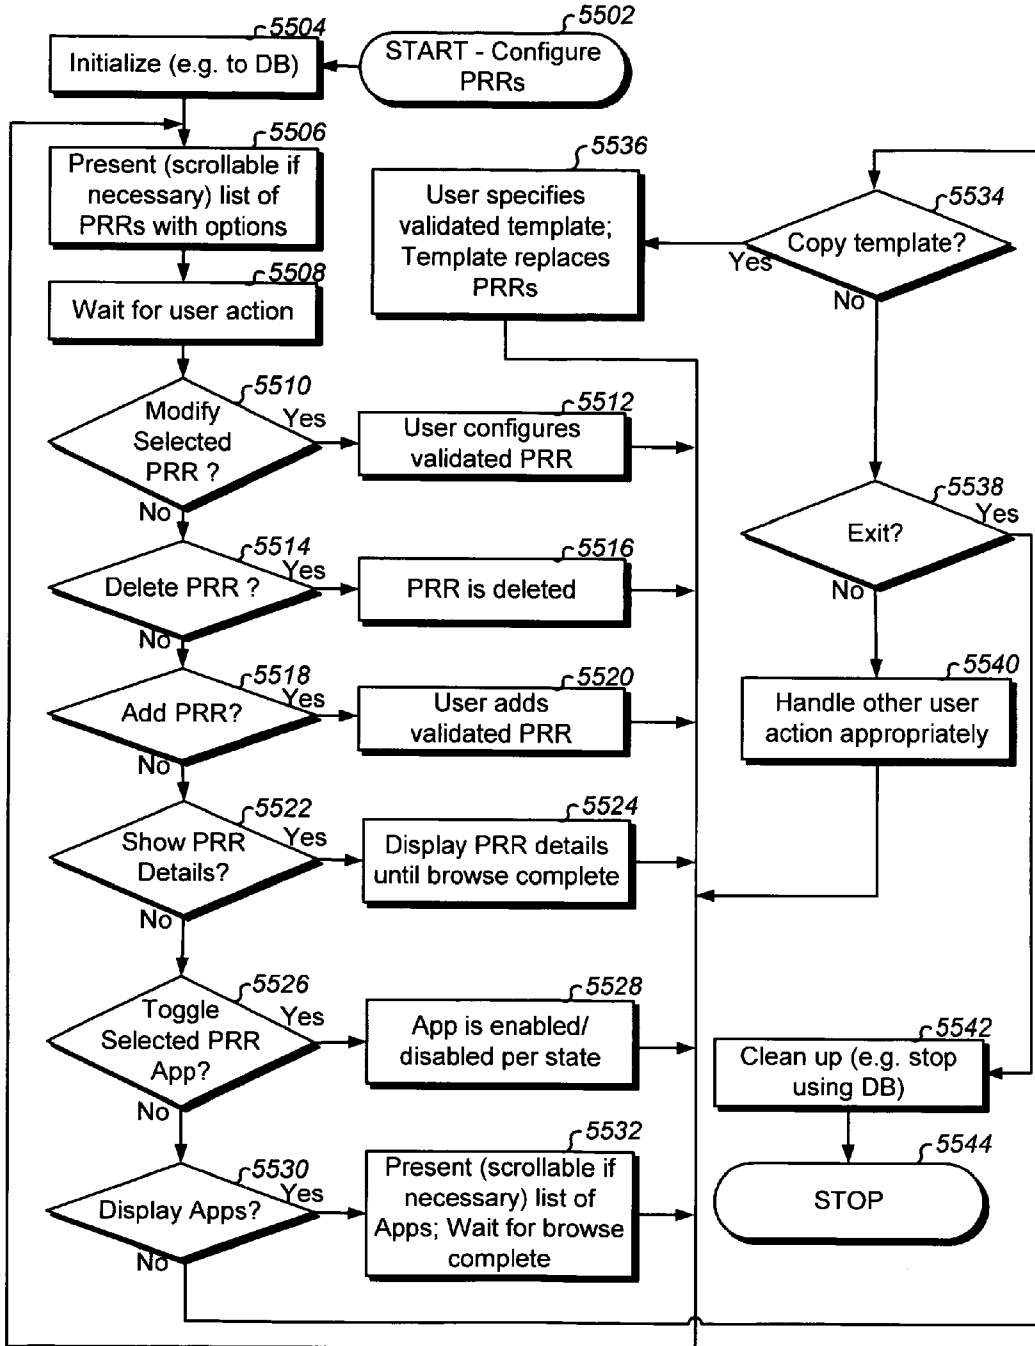 5502
START - Configure
PRRs
5504
Initialize (e.g. to DB)
5506
Present (scrollable if
necessary) list of
PRRs with options
5508
Wait for user action
5510
Modify
Selected
PRR ?
Yes
No
5512
User configures
validated PRR
5514
Delete PRR ?
Yes
No
5516
PRR is deleted
5518
Add PRR?
Yes
No
5520
User adds
validated PRR
5522
Show PRR
Details?
Yes
No
5524
Display PRR details
until browse complete
5526
Toggle
Selected PRR
App?
Yes
No
5528
App is enabled/
disabled per state
5530
Display Apps?
Yes
No
5532
Present (scrollable if
necessary) list of
Apps; Wait for browse
complete
5534
Copy template?
Yes
No
5536
User specifies
validated template;
Template replaces
PRRs
5538
Exit?
Yes
No
5540
Handle other user
action appropriately
5542
Clean up (e.g. stop
using DB)
5544
STOP